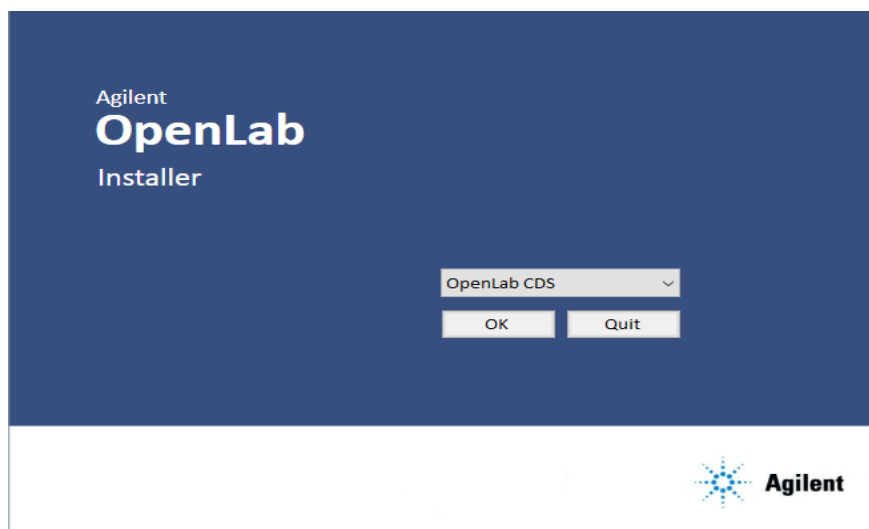 Agilent
OpenLab
Installer
OpenLab CDS
OK Quit
Agilent